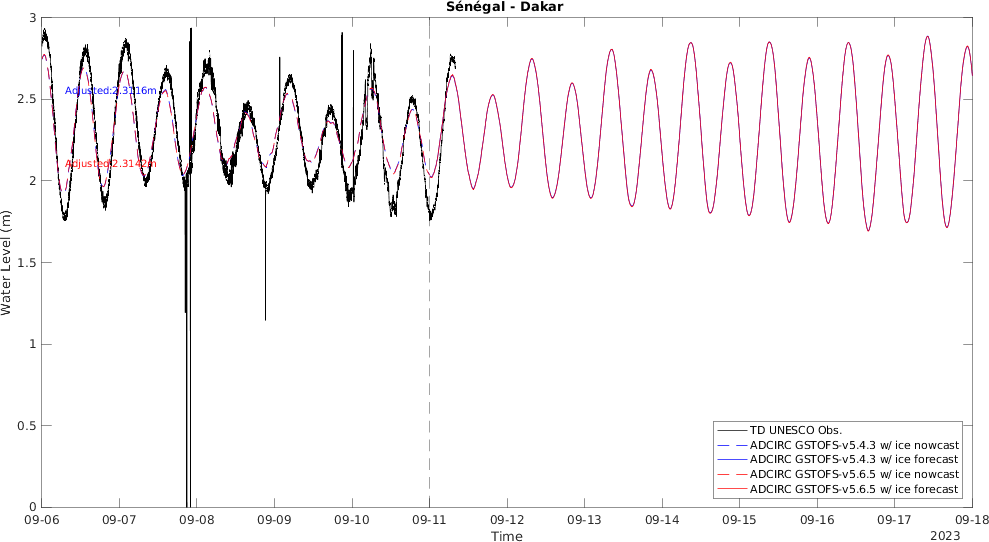 Sénégal - Dakar
Water Level (m)
3
2.5
2
1.5
1
0.5
0
Adjusted:2.3116m
Adjusted:2.3142m
TD UNESCO Obs.
ADCIRC GSTOFS-v5.4.3 w/ ice nowcast
ADCIRC GSTOFS-v5.4.3 w/ ice forecast
ADCIRC GSTOFS-v5.6.5 w/ ice nowcast
ADCIRC GSTOFS-v5.6.5 w/ ice forecast
09-06 09-07 09-08 09-09 09-10 09-11 09-12 09-13 09-14 09-15 09-16 09-17 09-18
Time
2023